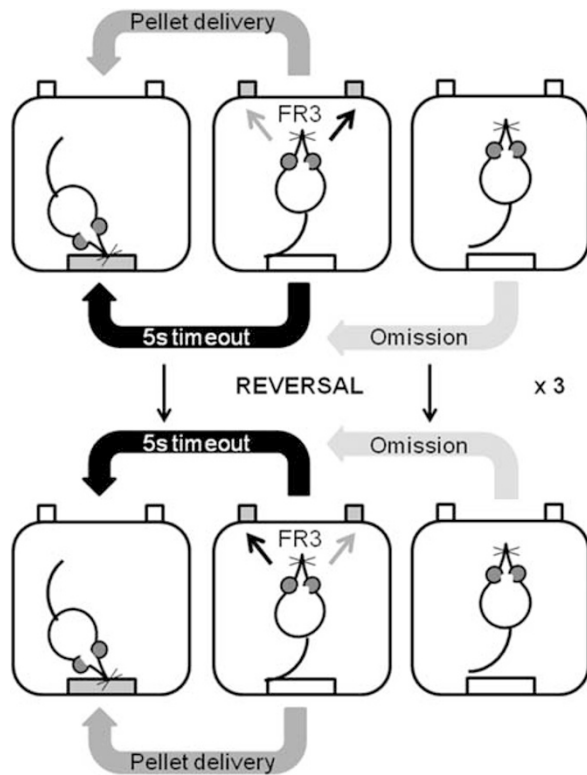 Pellet delivery
FR3
5s timeout
Omission
REVERSAL
x 3
5s timeout
Omission
FR3
Pellet delivery